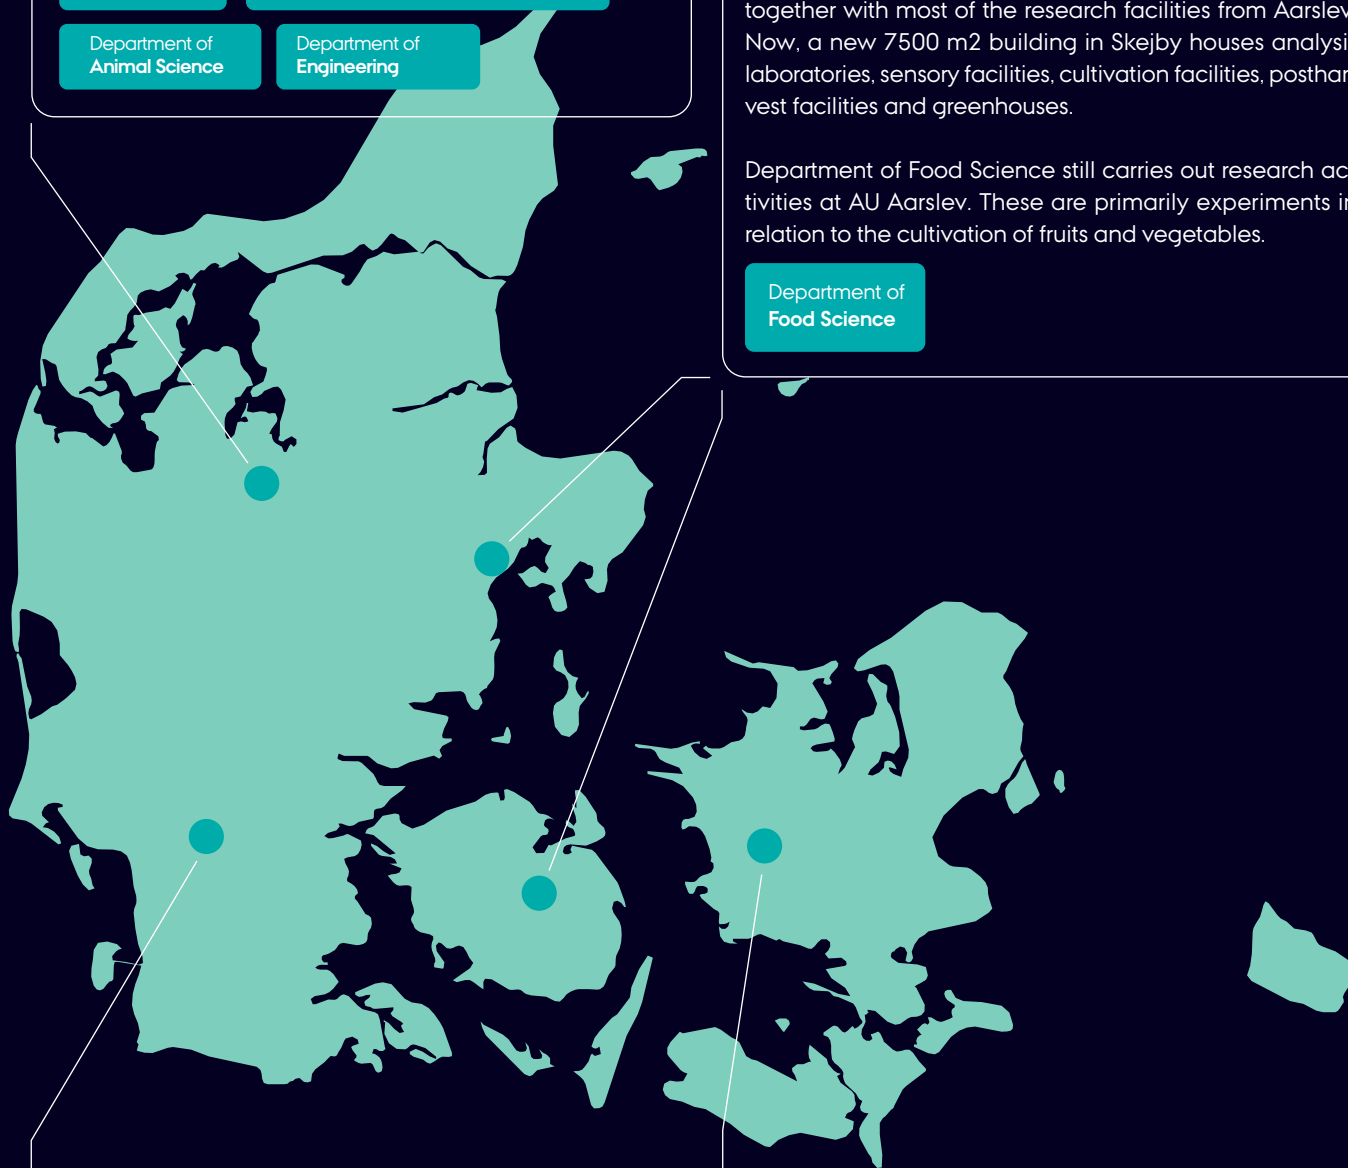 Department of
Animal Science
Department of
Engineering
together with most of the research facilities from Aarslev
Now, a new 7500 m2 building in Skejby houses analysi
laboratories, sensory facilities, cultivation facilities, posthar
vest facilities and greenhouses.
Department of Food Science still carries out research ac
tivities at AU Aarslev. These are primarily experiments in
relation to the cultivation of fruits and vegetables.
Department of
Food Science